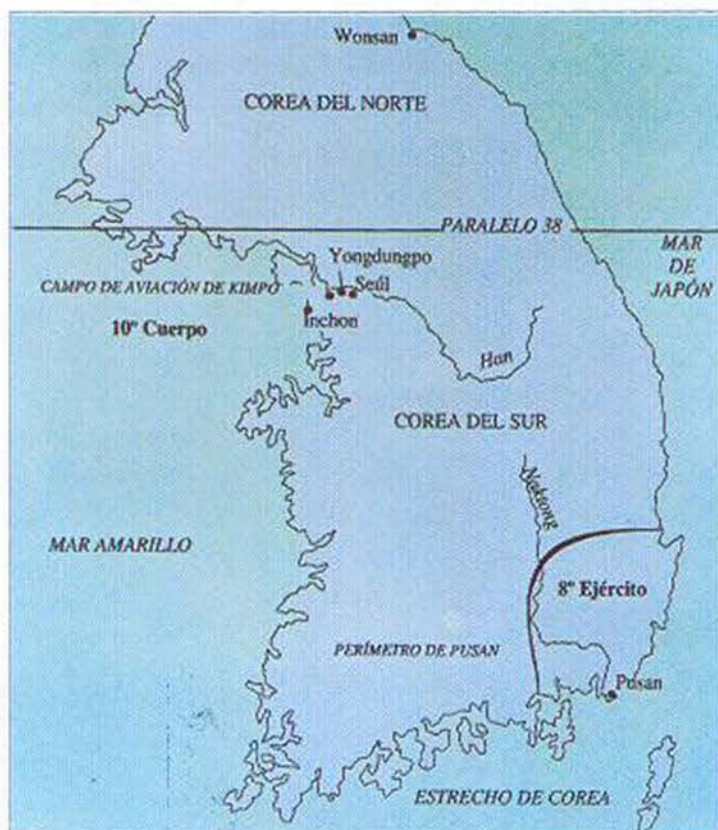 Wonsan
COREA DEL NORTE
PARALELO 38
MAR
DE
JAPÓN
Yongdungpo
CAMPO DE AVIACIÓN DE KIMPO
Seúl
10º Cuerpo
Inchon
Han
COREA DEL SUR
Naktong
MAR AMARILLO
8º Ejército
PERÍMETRO DE PUSAN
Pusan
ESTRECHO DE COREA